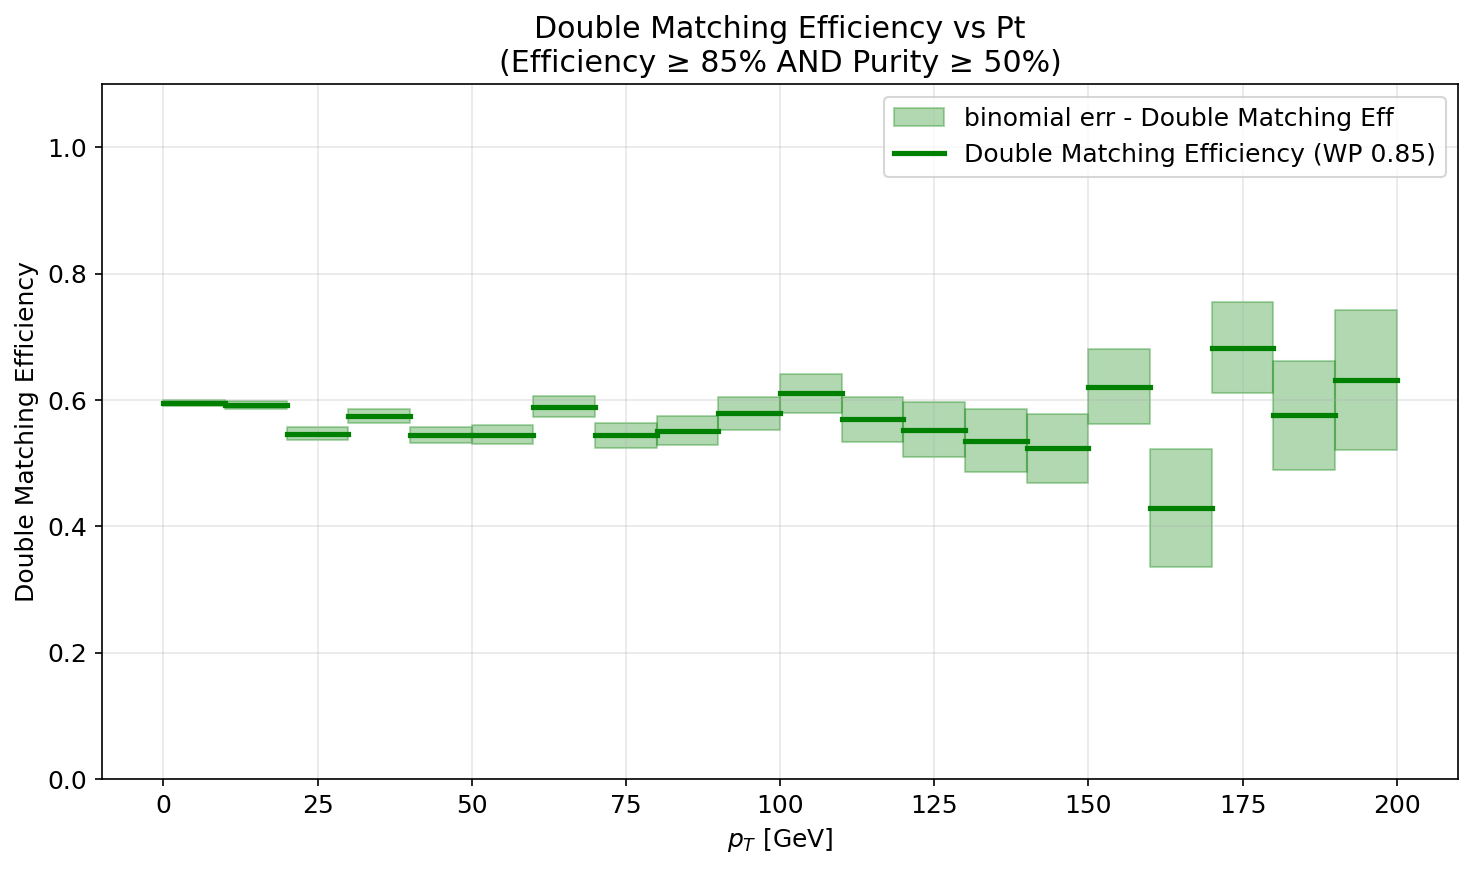 Double Matching Efficiency vs Pt
(Efficiency ≥ 85% AND Purity ≥ 50%)
binomial err - Double Matching Eff
Double Matching Efficiency (WP 0.85)
Double Matching Efficiency
1.0
0.8
0.6
0.4
0.2
0.0
0 25 50 75 100 125 150 175 200
p_T [GeV]